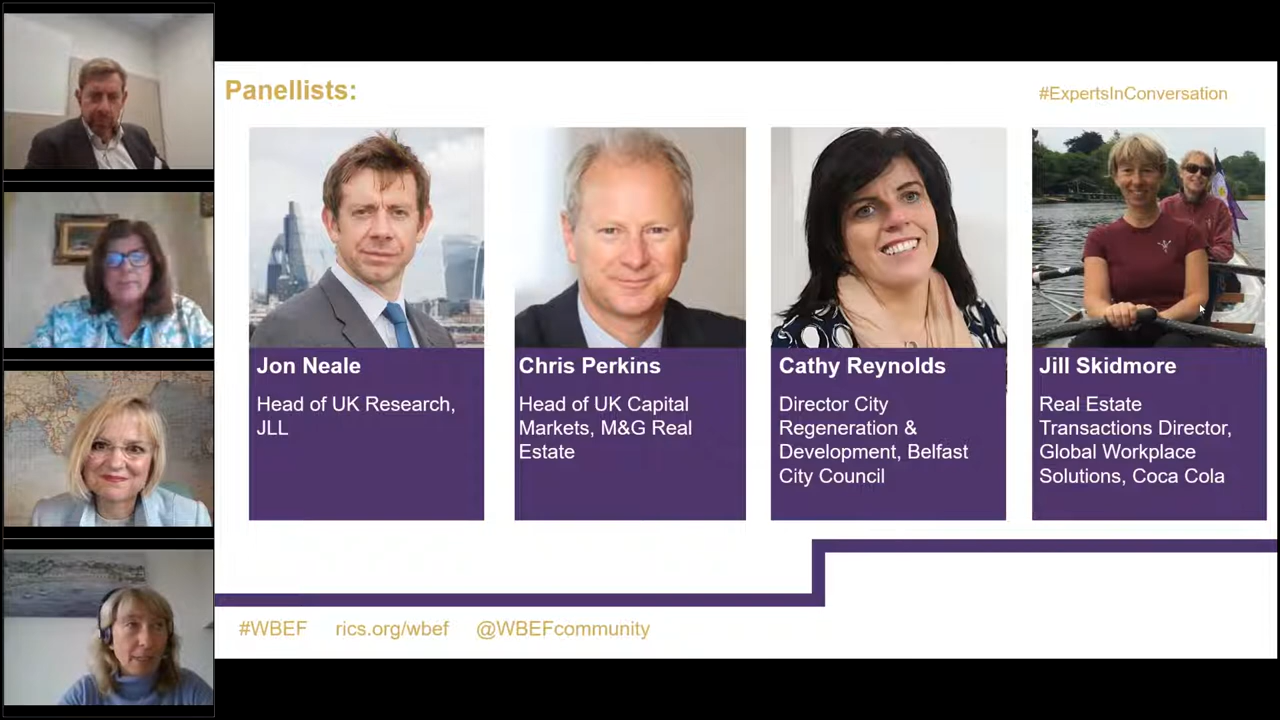 Panellists:
#ExpertsInConversation
Jon Neale
Head of UK Research,
JLL
Chris Perkins
Head of UK Capital
Markets, M&G Real
Estate
Cathy Reynolds
Director City
Regeneration &
Development, Belfast
City Council
Jill Skidmore
Real Estate
Transactions Director,
Global Workplace
Solutions, Coca Cola
#WBEF rics.org/wbef @WBEFcommunity